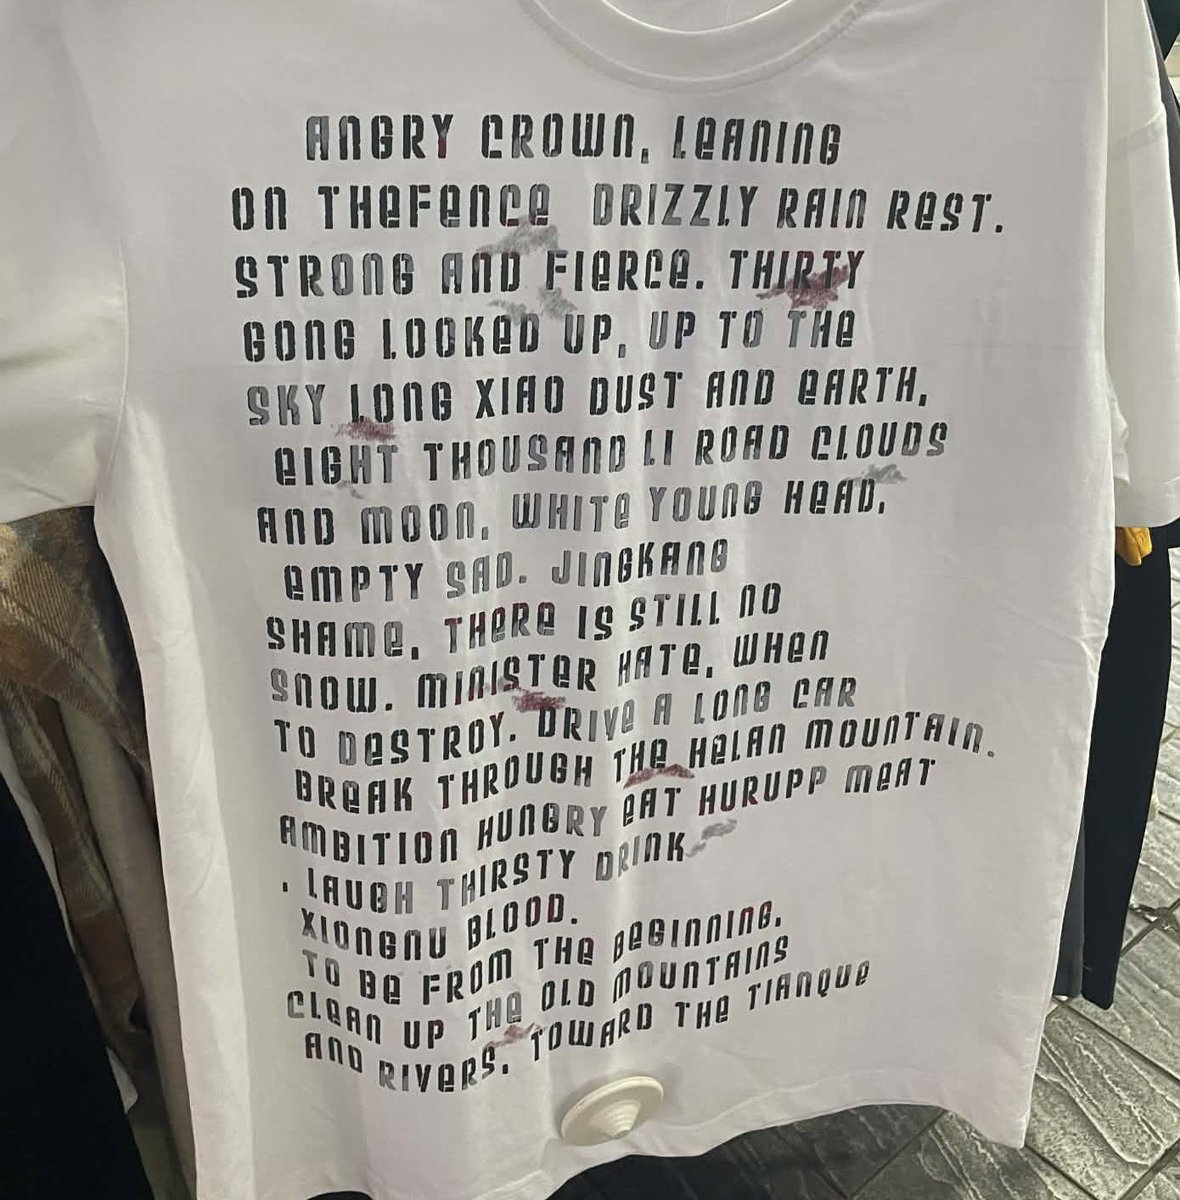 ANGRY CROWN, LEANING
ON THEFENCE DRIZZLY RAIN REST.
STRONG AND FIERCE. THIRTY
GONG LOOKED UP, UP TO THE
SKY LONG XIAO DUST AND EARTH,
EIGHT THOUSAND LI ROAD CLOUDS
AND MOON, WHITE YOUNG HEAD,
EMPTY SAD. JINGKANG
SHAME, THERE IS STILL NO
SNOW. MINISTER HATE, WHEN
TO DESTROY. DRIVE A LONG CAR
BREAK THROUGH THE HELAN MOUNTAIN.
AMBITION HUNGRY EAT HURUPP MEAT
, LAUGH THIRSTY DRINK
XIONGNU BLOOD.
TO BE FROM THE BEGINNING,
CLEAN UP THE OLD MOUNTAINS
AND RIVERS. TOWARD THE TIANQUE